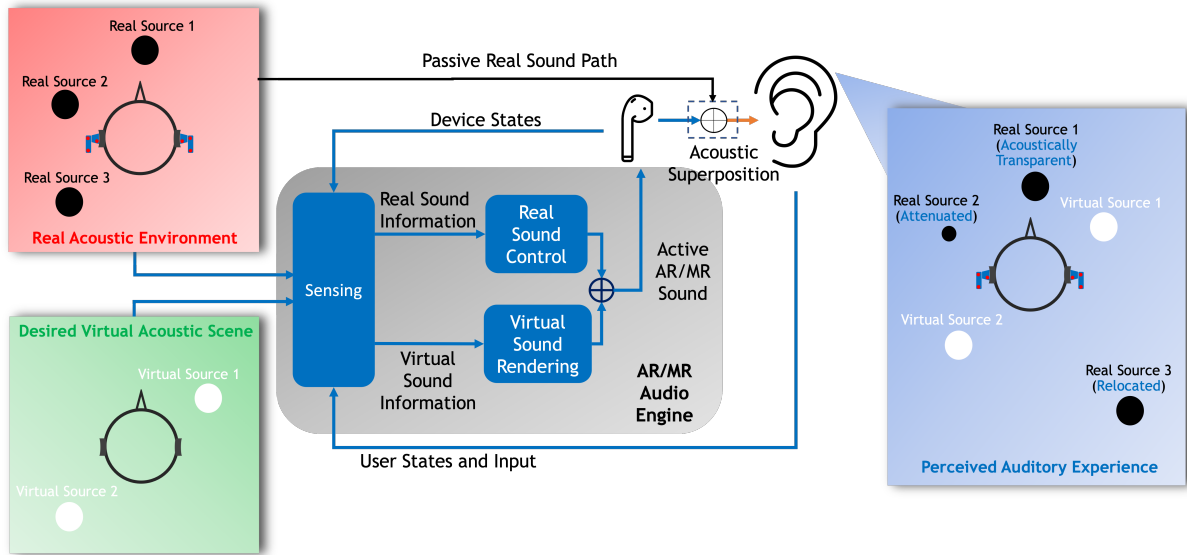 Real Source 1
Real Source 2
Real Source 3
Real Acoustic Environment
Desired Virtual Acoustic Scene
Virtual Source 1
Virtual Source 2
Passive Real Sound Path
Device States
Acoustic
Superposition
Sensing
Real Sound
Information
Real
Sound
Control
Virtual
Sound
Information
Virtual
Sound
Rendering
Active
AR/MR
Sound
AR/MR
Audio
Engine
User States and Input
Real Source 1
(Acoustically
Transparent)
Real Source 2
(Attenuated)
Virtual Source 1
Virtual Source 2
Real Source 3
(Relocated)
Perceived Auditory Experience